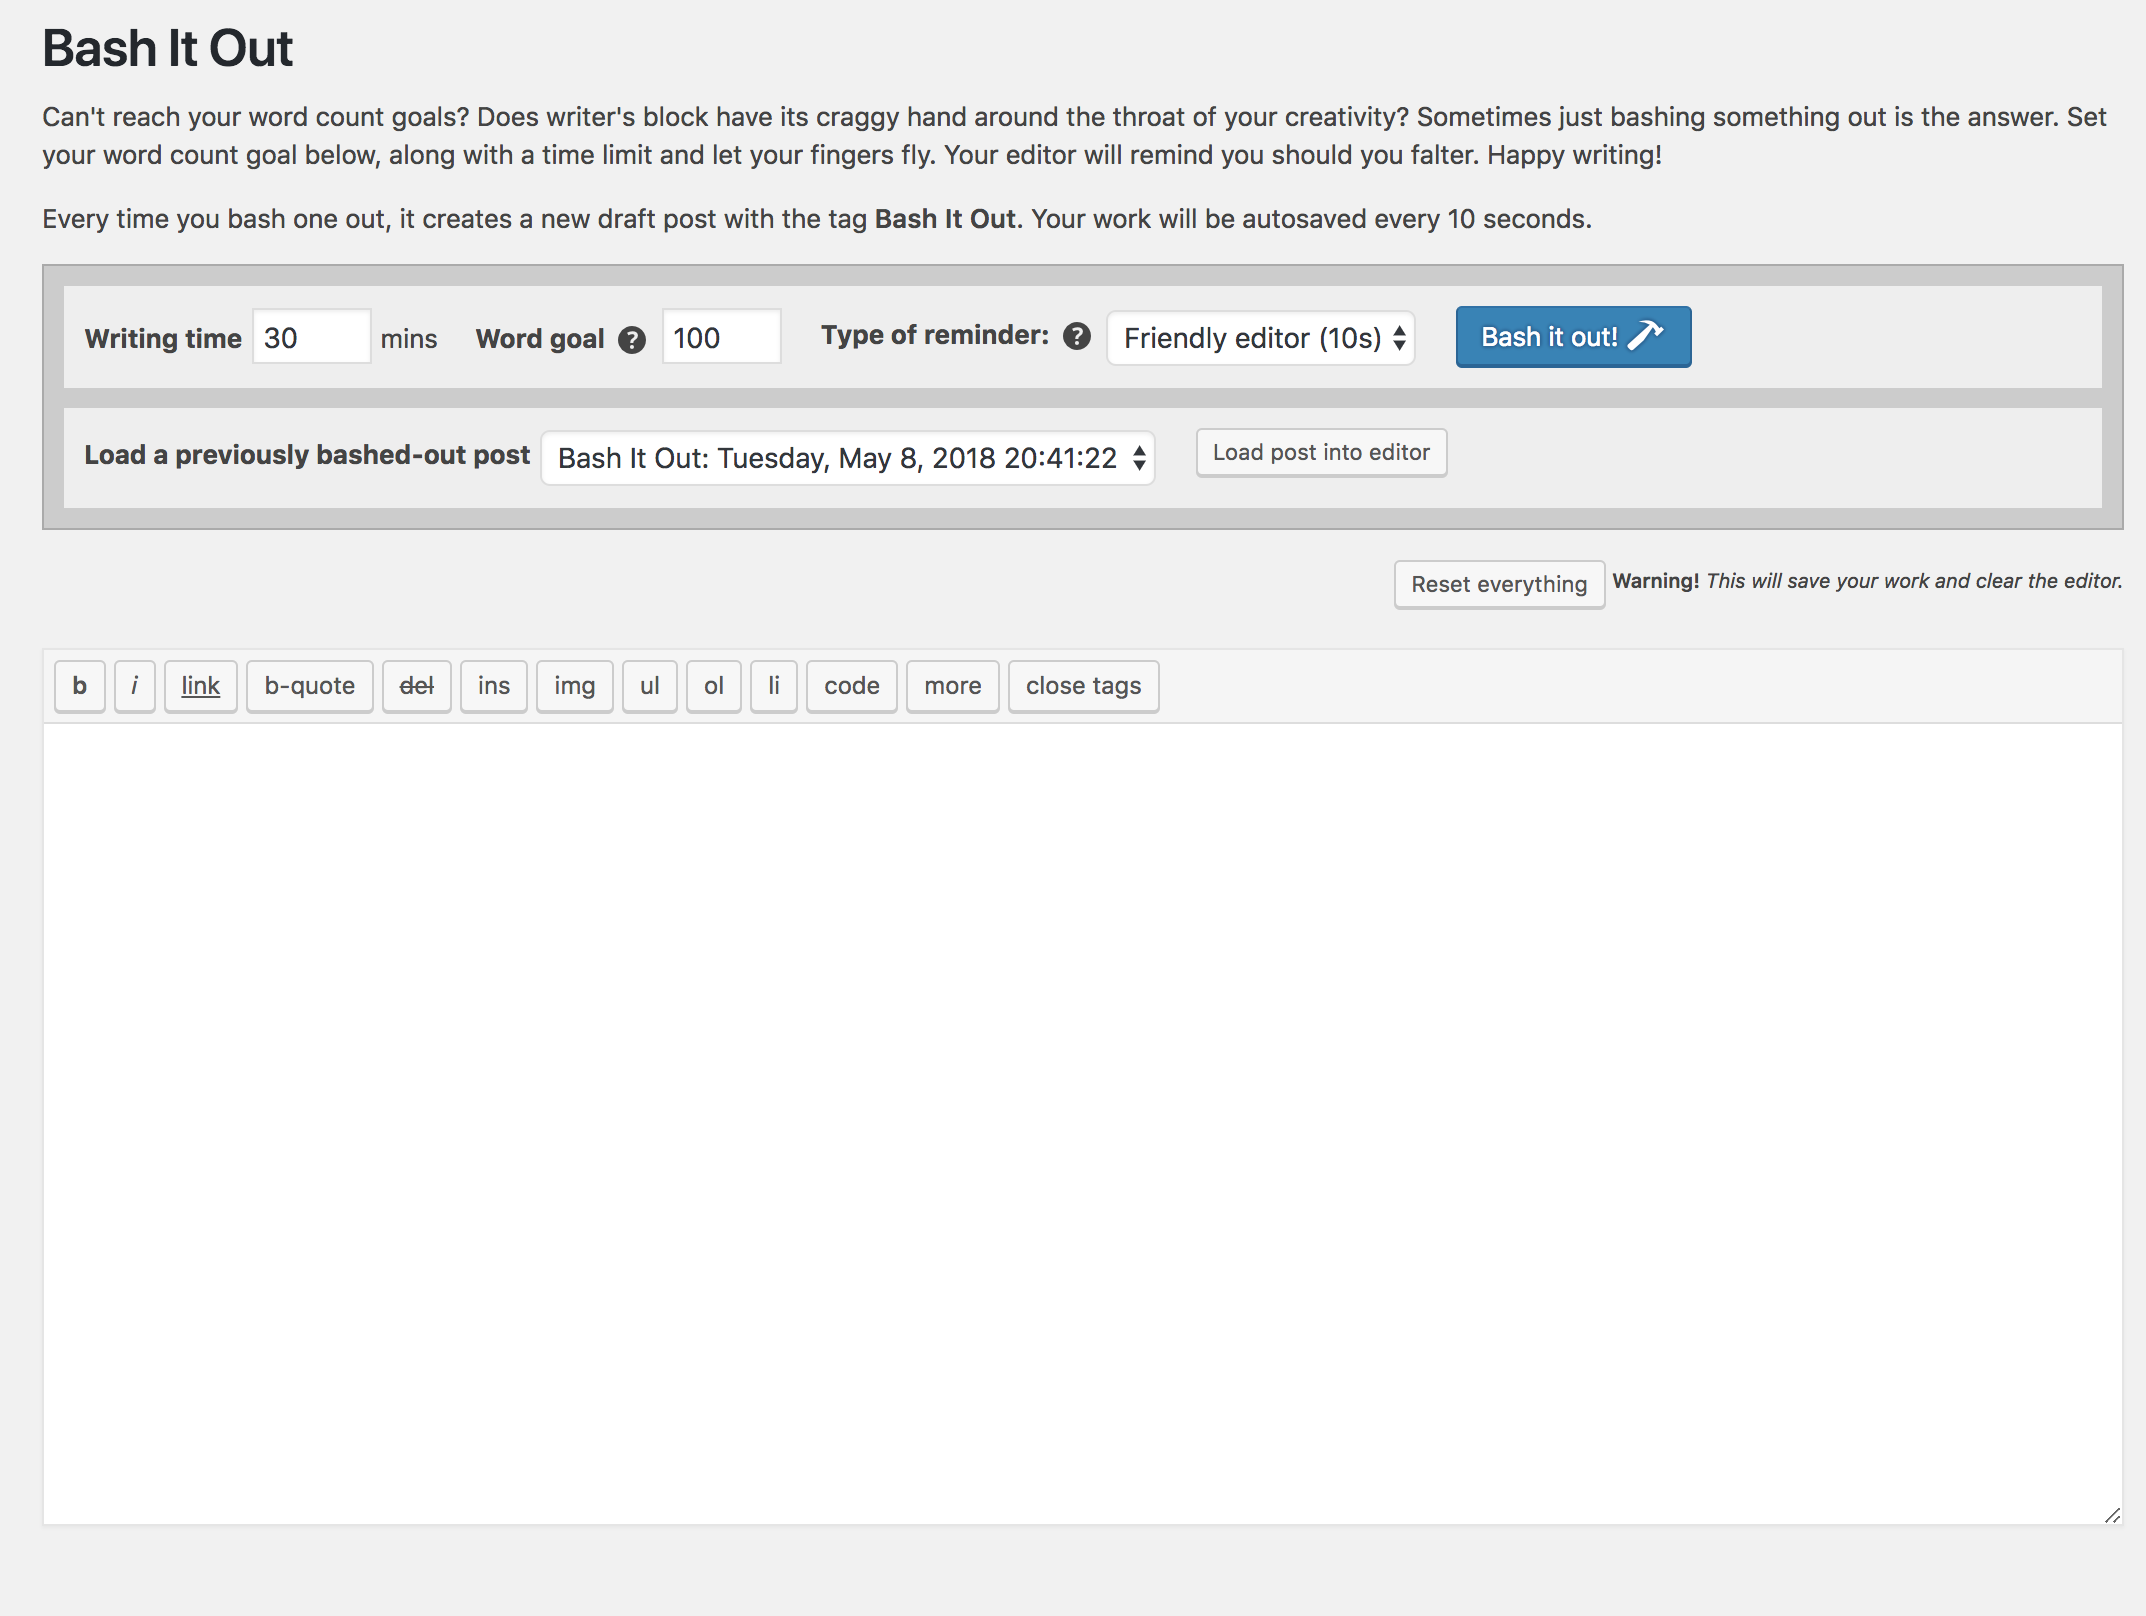 Bash It Out
Can't reach your word count goals? Does writer's block have its craggy hand around the throat of your creativity? Sometimes just bashing something out is the answer. Set
your word count goal below, along with a time limit and let your fingers fly. Your editor will remind you should you falter. Happy writing!
Every time you bash one out, it creates a new draft post with the tag Bash It Out. Your work will be autosaved every 10 seconds.
Writing time 30 mins Word goal ? 100 Type of reminder: ? Friendly editor (10s) Bash it out!
Load a previously bashed-out post Bash It Out: Tuesday, May 8, 2018 20:41:22 Load post into editor
Reset everything Warning! This will save your work and clear the editor.
b i link b-quote del ins img ul ol li code more close tags